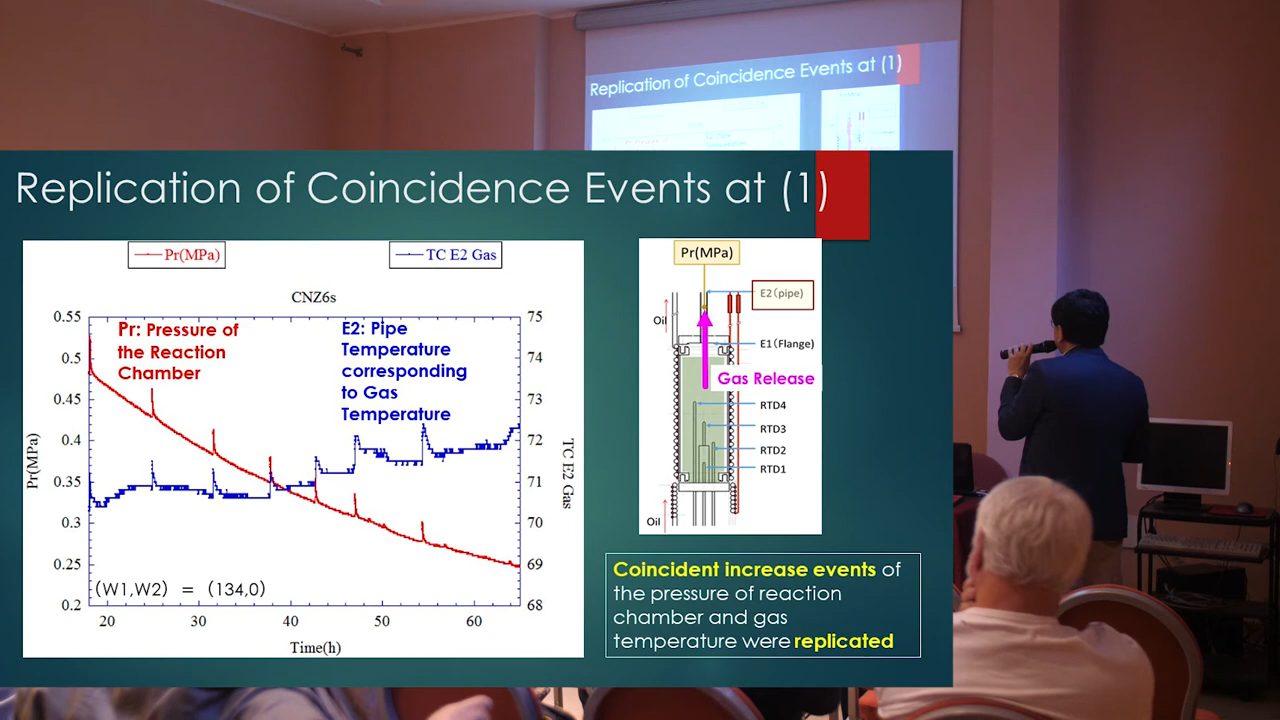 Replication of Coincidence Events at (1)
Replication of Coincidence Events at (1)
Pr(MPa)
TC E2 Gas
CNZ6s
Pr: Pressure of
the Reaction
Chamber
E2: Pipe
Temperature
corresponding
to Gas
Temperature
0.55
0.5
0.45
0.4
0.35
0.3
0.25
0.2
Pr(MPa)
75
74
73
72
71
70
69
68
TC E2 Gas
(W1,W2) = (134,0)
20
30
40
50
60
Time(h)
Pr(MPa)
E2(pipe)
Oil
E1(Flange)
Gas Release
RTD4
RTD3
RTD2
RTD1
Oil
Coincident increase events of
the pressure of reaction
chamber and gas
temperature were replicated